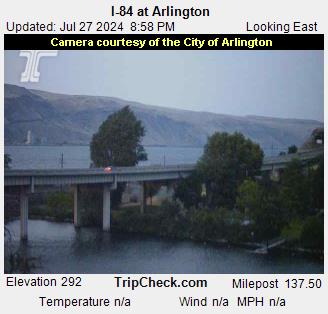 I-84 at Arlington
Updated: Jul 27 2024 8:58 PM Looking East
Camera courtesy of the City of Arlington
Elevation 292 TripCheck.com Milepost 137.50
Temperature n/a Wind n/a MPH n/a